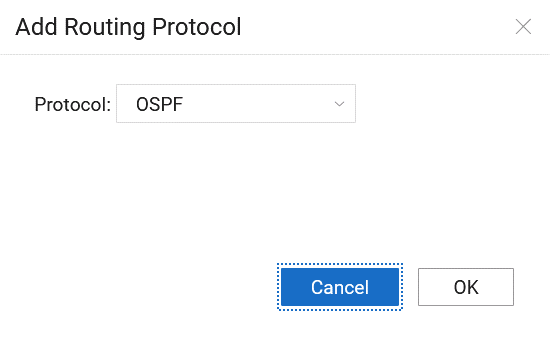 Add Routing Protocol
Protocol: OSPF
Cancel OK